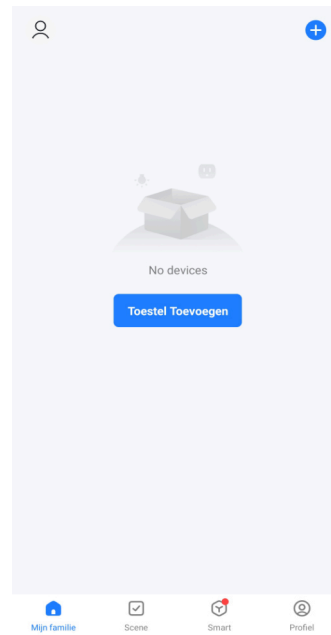 No devices
Toestel Toevoegen
Mijn familie
Scene
Smart
Profiel